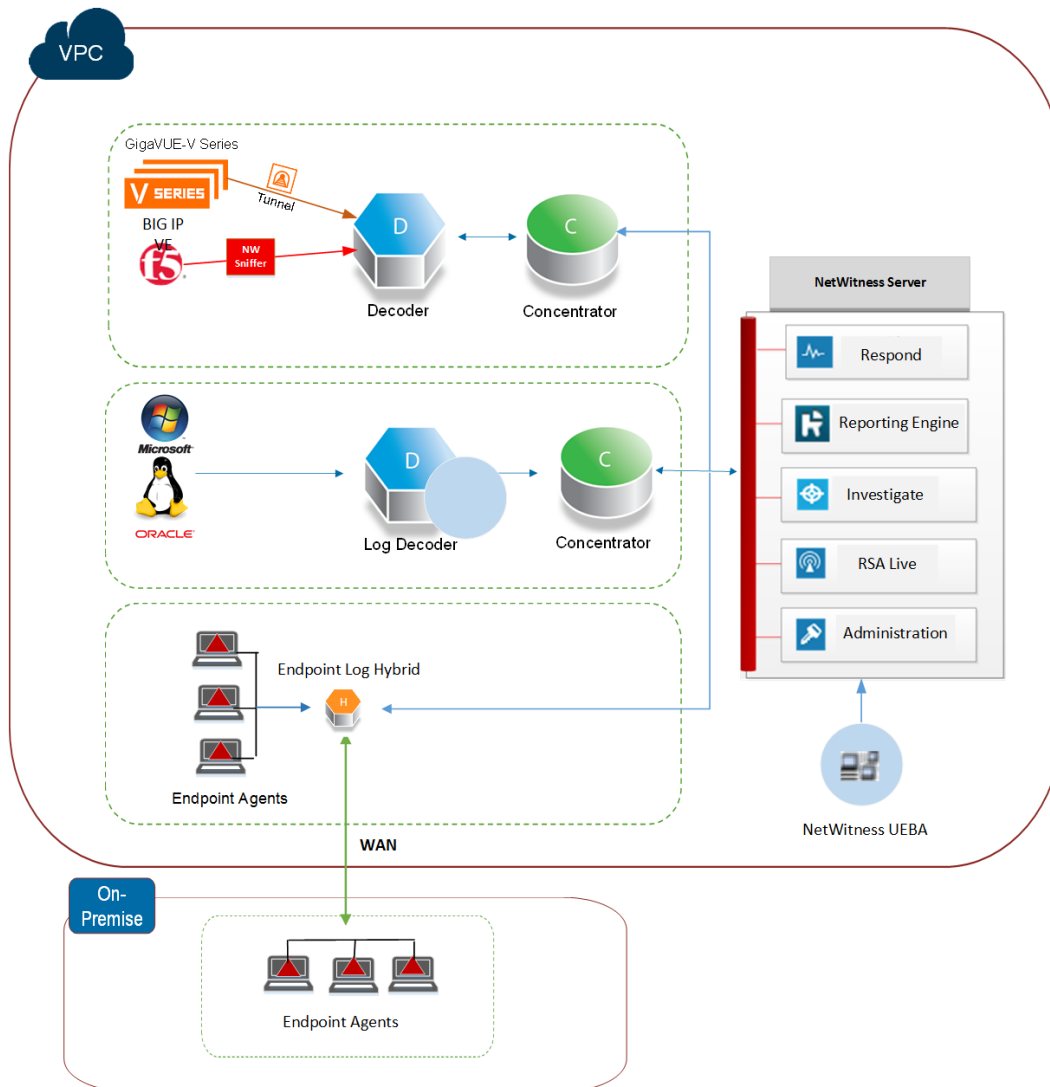 VPC
GigaVUE-V Series
V SERIES
Tunnel
BIG IP
VE
f5
NW
Sniffer
D
Decoder
C
Concentrator
Microsoft
ORACLE
D
Log Decoder
C
Concentrator
Endpoint Log Hybrid
H
Endpoint Agents
WAN
NetWitness Server
Respond
Reporting Engine
Investigate
RSA Live
Administration
NetWitness UEBA
On-
Premise
Endpoint Agents